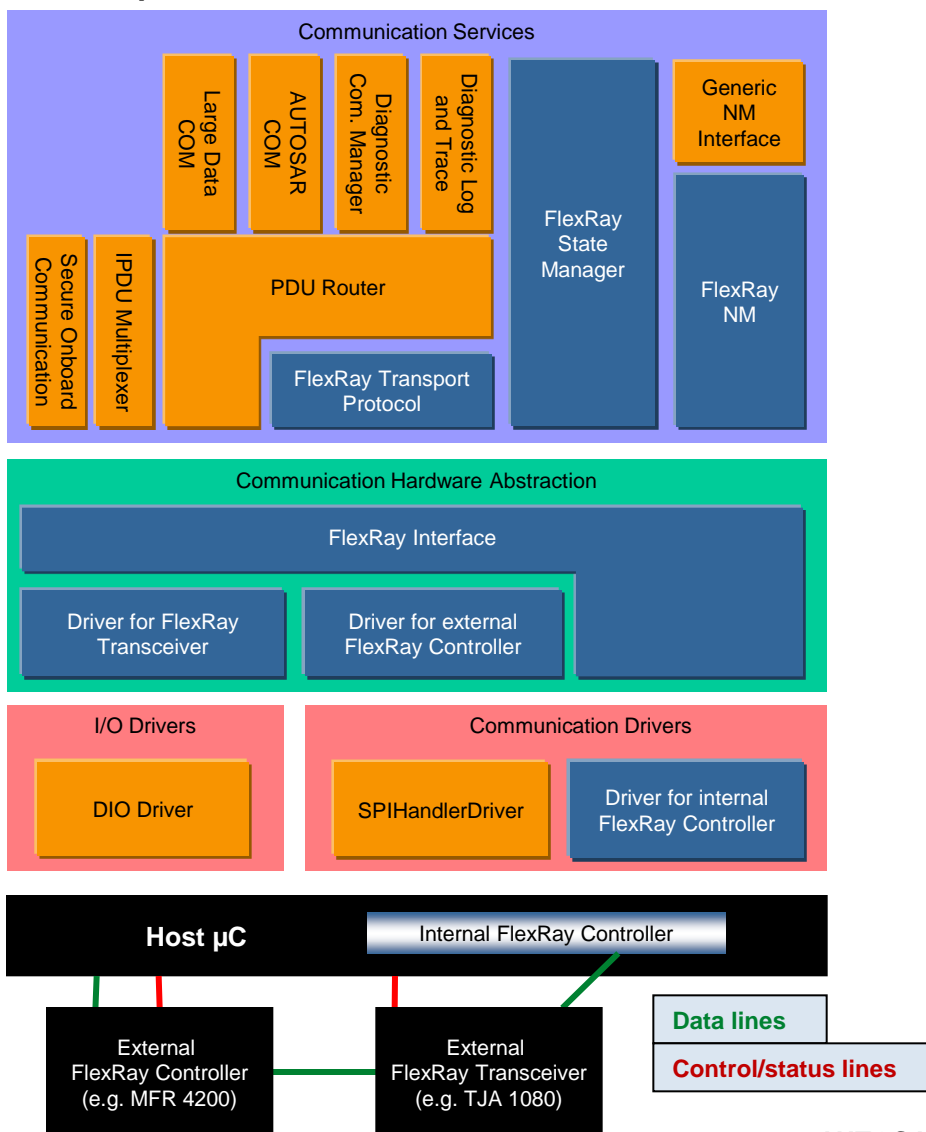 Communication Services
Large Data
COM
AUTOSAR
COM
Diagnostic
Com. Manager
Diagnostic Log
and Trace
FlexRay
State
Manager
Generic
NM
Interface
Secure Onboard
Communication
IPDU Multiplexer
PDU Router
FlexRay
NM
FlexRay Transport
Protocol
Communication Hardware Abstraction
FlexRay Interface
Driver for FlexRay
Transceiver
Driver for external
FlexRay Controller
I/O Drivers
Communication Drivers
DIO Driver
SPIHandlerDriver
Driver for internal
FlexRay Controller
Host µC
Internal FlexRay Controller
External
FlexRay Controller
(e.g. MFR 4200)
External
FlexRay Transceiver
(e.g. TJA 1080)
Data lines
Control/status lines